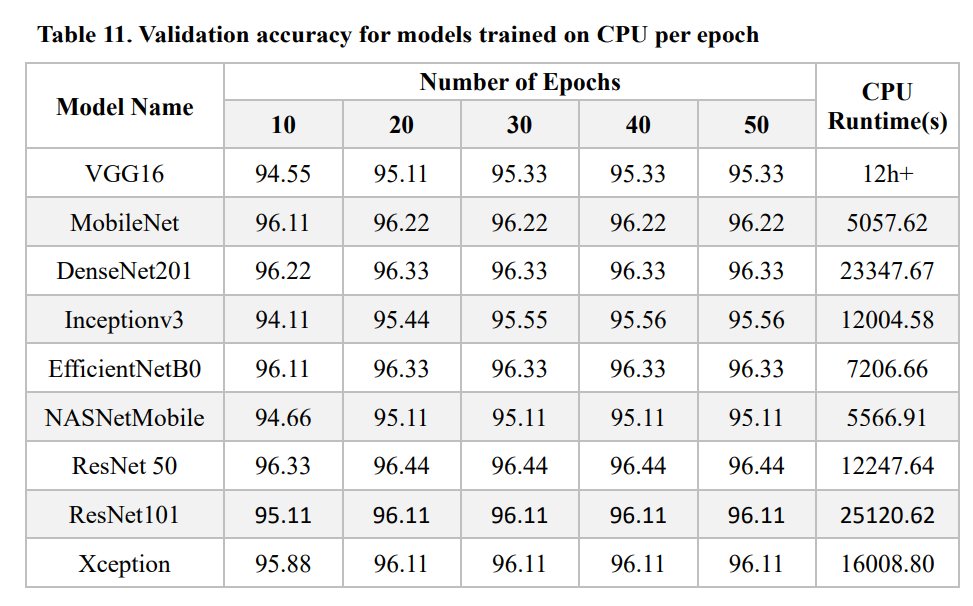 Table 11. Validation accuracy for models trained on CPU per epoch
Model Name Number of Epochs CPU Runtime(s)
10 20 30 40 50
VGG16 94.55 95.11 95.33 95.33 95.33 12h+
MobileNet 96.11 96.22 96.22 96.22 96.22 5057.62
DenseNet201 96.22 96.33 96.33 96.33 96.33 23347.67
Inceptionv3 94.11 95.44 95.55 95.56 95.56 12004.58
EfficientNetB0 96.11 96.33 96.33 96.33 96.33 7206.66
NASNetMobile 94.66 95.11 95.11 95.11 95.11 5566.91
ResNet 50 96.33 96.44 96.44 96.44 96.44 12247.64
ResNet101 95.11 96.11 96.11 96.11 96.11 25120.62
Xception 95.88 96.11 96.11 96.11 96.11 16008.80